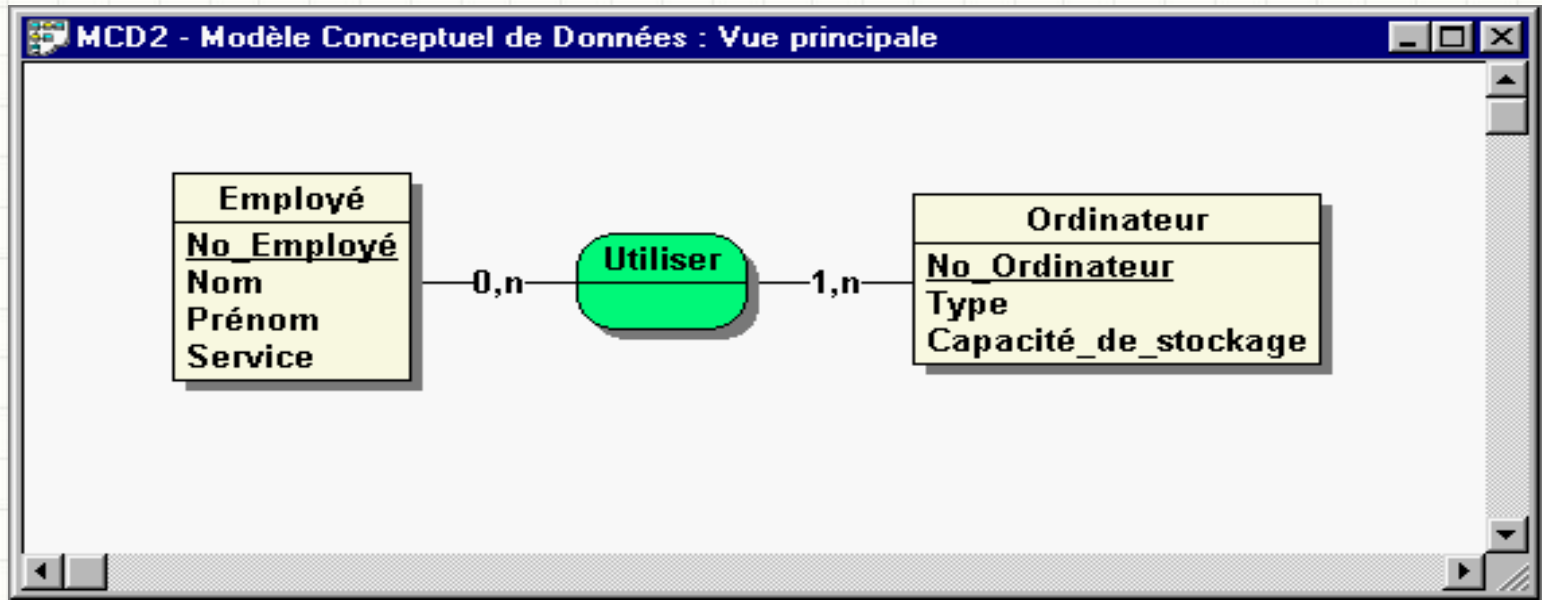 MCD2 - Modèle Conceptuel de Données : Vue principale
Employé
No_Employé
Nom
Prénom
Service
0,n
Utiliser
1,n
Ordinateur
No_Ordinateur
Type
Capacité_de_stockage